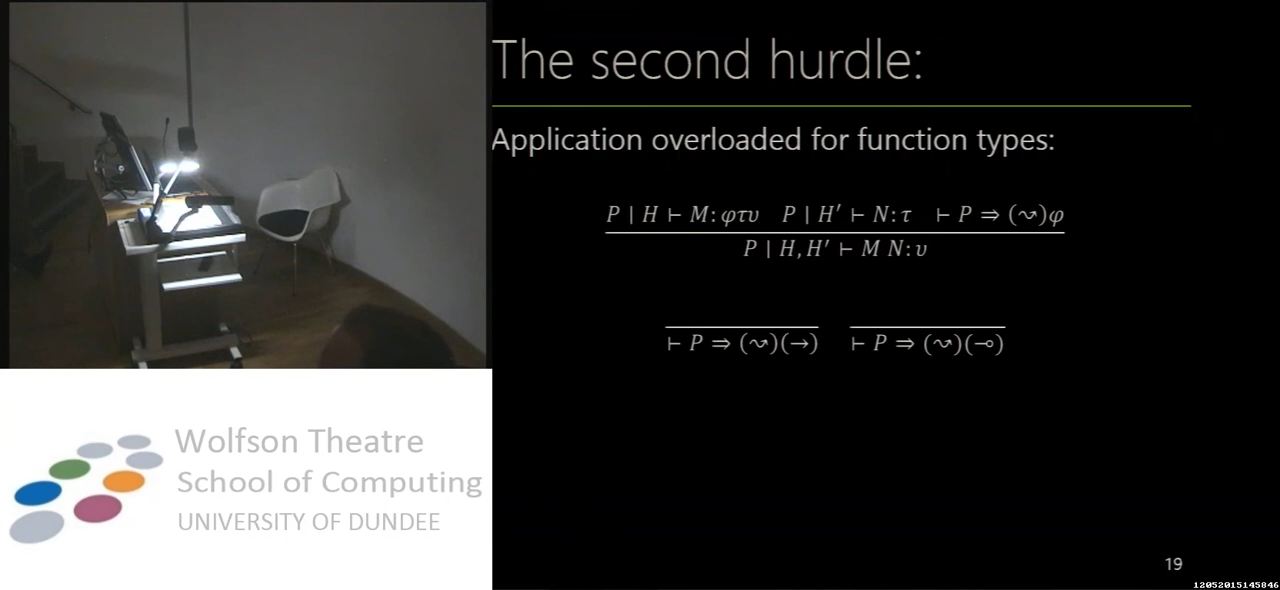 The second hurdle:
Application overloaded for function types:
P | H ⊢ M: φτυ P | H′ ⊢ N: τ ⊢ P ⇒ (⇝)φ
P | H, H′ ⊢ M N: υ
⊢ P ⇒ (⇝)(→) ⊢ P ⇒ (⇝)(⊸)
Wolfson Theatre
School of Computing
UNIVERSITY OF DUNDEE
19
12052015145846